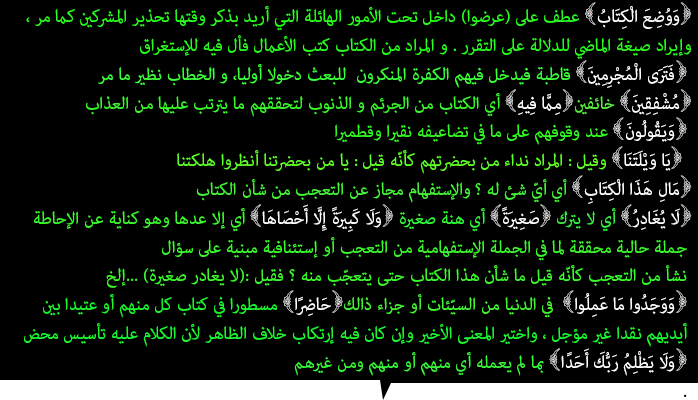 ﴿وَوُضِعَ الْكِتَابُ﴾ عطف على (عرضوا) داخل تحت الأمور الهائلة التي أريد بذكر وقتها تحذير المشركين كما مر ،
وإيراد صيغة الماضي للدلالة على التقرر . و المراد من الكتاب كتب الأعمال فأل فيه للإستغراق
﴿فَتَرَى الْمُجْرِمِينَ﴾ قاطبة فيدخل فيهم الكفرة المنكرون للبعث دخولا أوليا، و الخطاب نظير ما مر
﴿مُشْفِقِينَ﴾ خائفين ﴿مِمَّا فِيهِ﴾ أي الكتاب من الجرئم و الذنوب لتحققهم ما يترتب عليها من العذاب
﴿وَيَقُولُونَ﴾ عند وقوفهم على ما في تضاعيفه نقيرا وقطميرا
﴿يَا وَيْلَتَنَا﴾ وقيل : المراد نداء من بحضرتهم كأنّه قيل : يا من بحضرتنا أنظروا هلكتنا
﴿مَالِ هَذَا الْكِتَابِ﴾ أي أيّ شئ له ؟ والإستفهام مجاز عن التعجب من شأن الكتاب
﴿لَا يُغَادِرُ﴾ أي لا يترك ﴿صَغِيرَةً﴾ أي هنة صغيرة ﴿وَلَا كَبِيرَةً إِلَّا أَحْصَاهَا﴾ أي إلا عدها وهو كناية عن الإحاطة
جملة حالية محققة لما في الجملة الإستفهامية من التعجب أو إستئنافية مبنية على سؤال
نشأ من التعجب كأنّه قيل ما شأن هذا الكتاب حتى يتعجّب منه ؟ فقيل :(لا يغادر صغيرة) ...إلخ
﴿وَوَجَدُوا مَا عَمِلُوا﴾ في الدنيا من السيّئات أو جزاء ذالك ﴿حَاضِرًا﴾ مسطورا في كتاب كل منهم أو عتيدا بين
أيديهم نقدا غير مؤجل ، واختير المعنى الأخير وإن كان فيه إرتكاب خلاف الظاهر لأن الكلام عليه تأسيس محض
﴿وَلَا يَظْلِمُ رَبُّكَ أَحَدًا﴾ بما لم يعمله أي منهم أو منهم ومن غيرهم
.